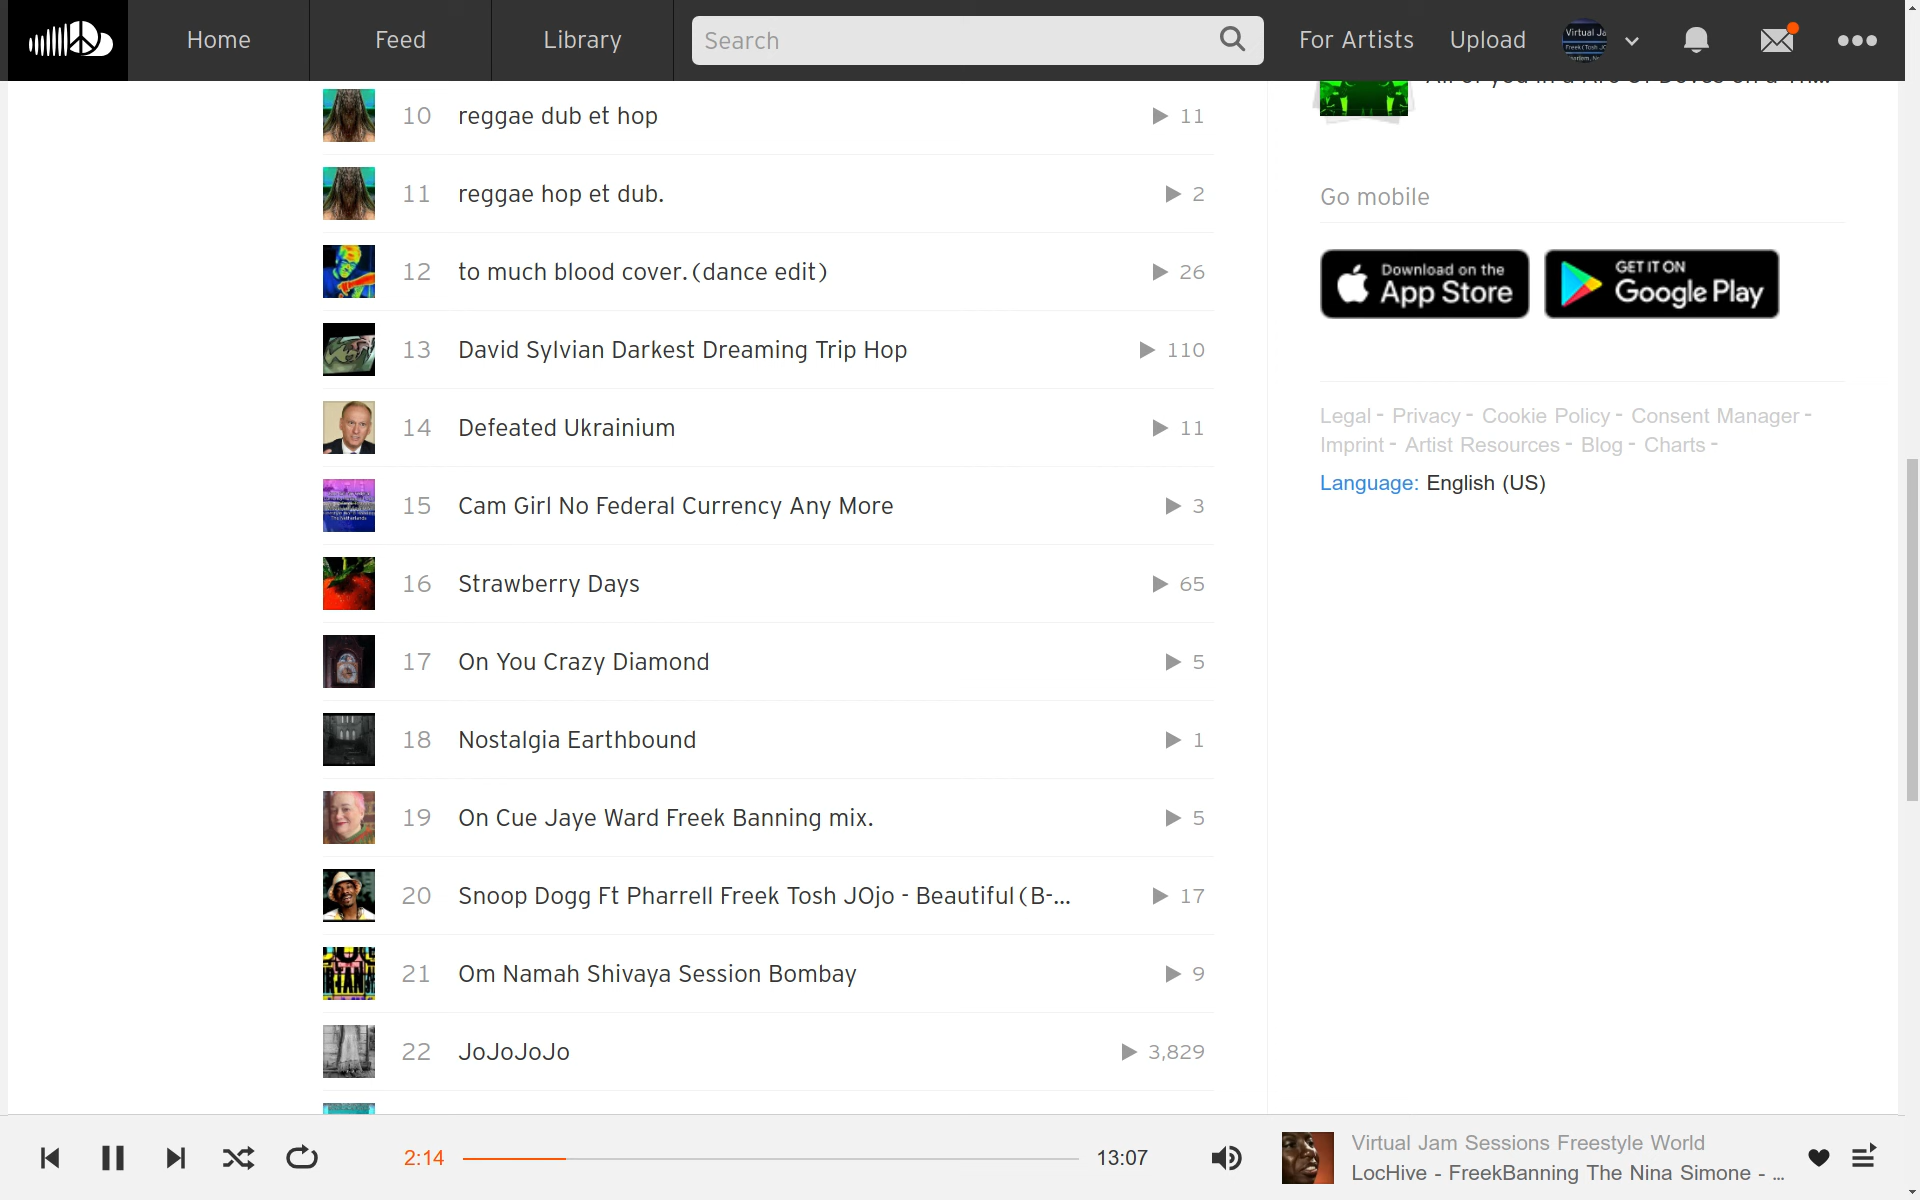 Home
Feed
Library
Search
For Artists
Upload
Virtual Ja
10 reggae dub et hop 11
11 reggae hop et dub. 2
12 to much blood cover.(dance edit) 26
13 David Sylvian Darkest Dreaming Trip Hop 110
14 Defeated Ukrainium 11
15 Cam Girl No Federal Currency Any More 3
16 Strawberry Days 65
17 On You Crazy Diamond 5
18 Nostalgia Earthbound 1
19 On Cue Jaye Ward Freek Banning mix. 5
20 Snoop Dogg Ft Pharrell Freek Tosh JOjo - Beautiful(B-... 17
21 Om Namah Shivaya Session Bombay 9
22 JoJoJoJo 3,829
Go mobile
Download on the
App Store
GET IT ON
Google Play
Legal - Privacy - Cookie Policy - Consent Manager -
Imprint - Artist Resources - Blog - Charts -
Language: English (US)
2:14
13:07
Virtual Jam Sessions Freestyle World
LocHive - FreekBanning The Nina Simone - ...